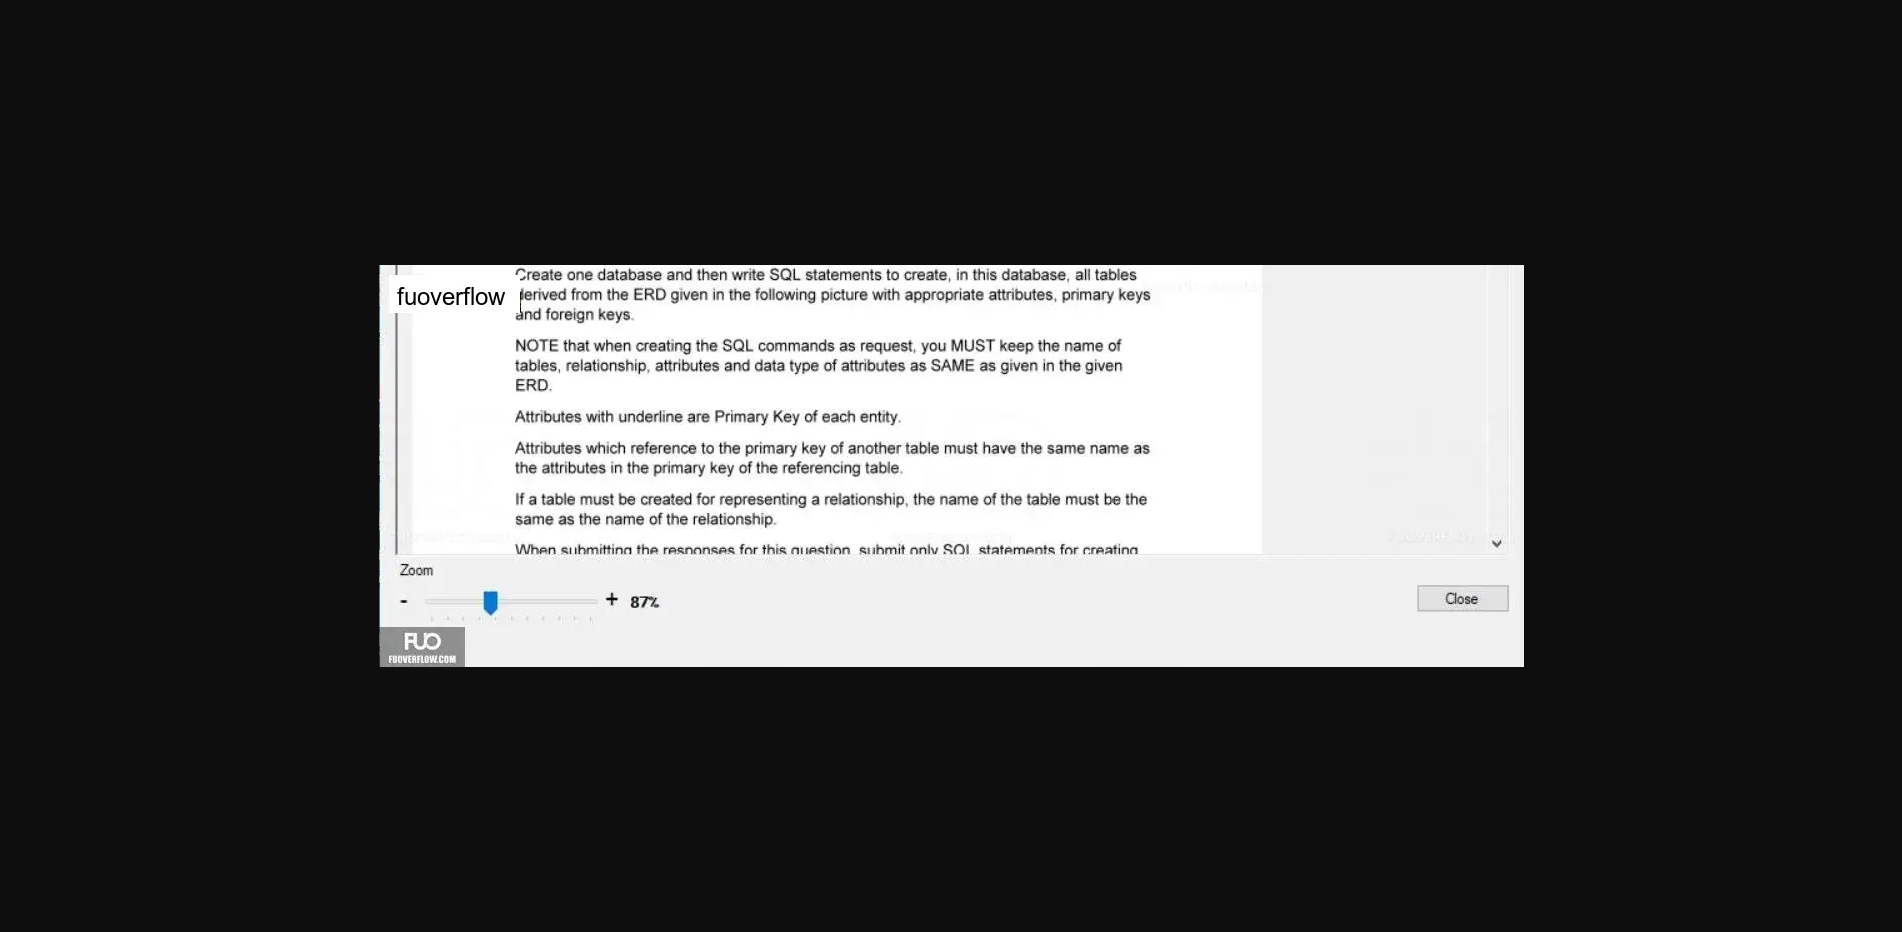 fuoverflow
Create one database and then write SQL statements to create, in this database, all tables
derived from the ERD given in the following picture with appropriate attributes, primary keys
and foreign keys.
NOTE that when creating the SQL commands as request, you MUST keep the name of
tables, relationship, attributes and data type of attributes as SAME as given in the given
ERD.
Attributes with underline are Primary Key of each entity.
Attributes which reference to the primary key of another table must have the same name as
the attributes in the primary key of the referencing table.
If a table must be created for representing a relationship, the name of the table must be the
same as the name of the relationship.
When submitting the responses for this question, submit only SQL statements for creating
Zoom
- + 87%
Close
FUO
FUOVERFLOW.COM